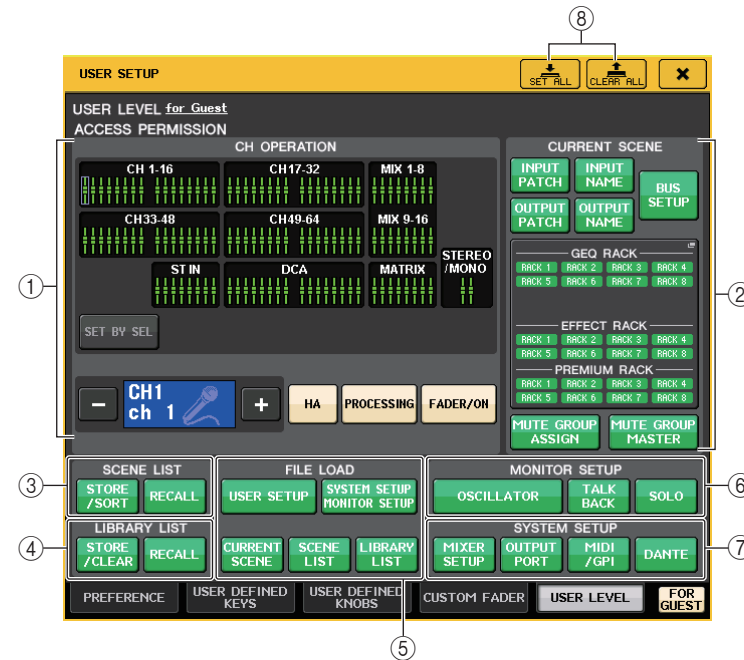 ⑧
USER SETUP
SET ALL
CLEAR ALL
USER LEVEL for Guest
ACCESS PERMISSION
①
CH OPERATION
CH 1-16
CH17-32
MIX 1-8
CH33-48
CH49-64
MIX 9-16
ST IN
DCA
MATRIX
STEREO
/MONO
SET BY SEL
CH1
ch 1
HA
PROCESSING
FADER/ON
②
CURRENT SCENE
INPUT
PATCH
INPUT
NAME
BUS
SETUP
OUTPUT
PATCH
OUTPUT
NAME
GEQ RACK
RACK 1 RACK 2 RACK 3 RACK 4
RACK 5 RACK 6 RACK 7 RACK 8
EFFECT RACK
RACK 1 RACK 2 RACK 3 RACK 4
RACK 5 RACK 6 RACK 7 RACK 8
PREMIUM RACK
RACK 1 RACK 2 RACK 3 RACK 4
RACK 5 RACK 6 RACK 7 RACK 8
MUTE GROUP
ASSIGN
MUTE GROUP
MASTER
③
SCENE LIST
STORE
/SORT
RECALL
④
LIBRARY LIST
STORE
/CLEAR
RECALL
FILE LOAD
USER SETUP
SYSTEM SETUP
MONITOR SETUP
CURRENT
SCENE
SCENE
LIST
LIBRARY
LIST
⑤
MONITOR SETUP
OSCILLATOR
TALK
BACK
SOLO
⑥
SYSTEM SETUP
MIXER
SETUP
OUTPUT
PORT
MIDI
/GPI
DANTE
⑦
PREFERENCE
USER DEFINED
KEYS
USER DEFINED
KNOBS
CUSTOM FADER
USER LEVEL
FOR
GUEST